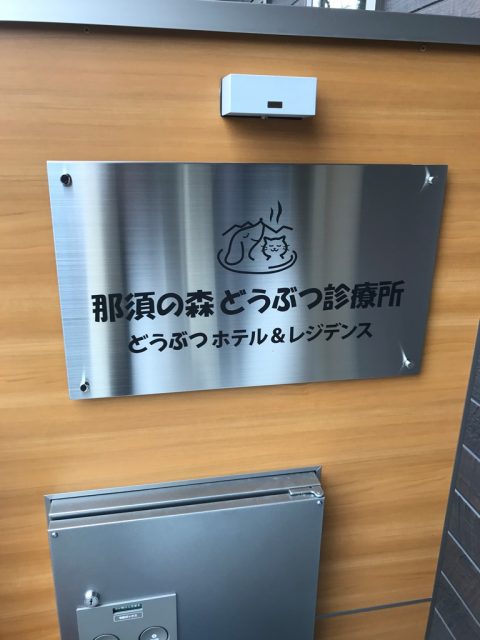 那須の森 どうぶつ診療所
どうぶつ ホテル&レジデンス